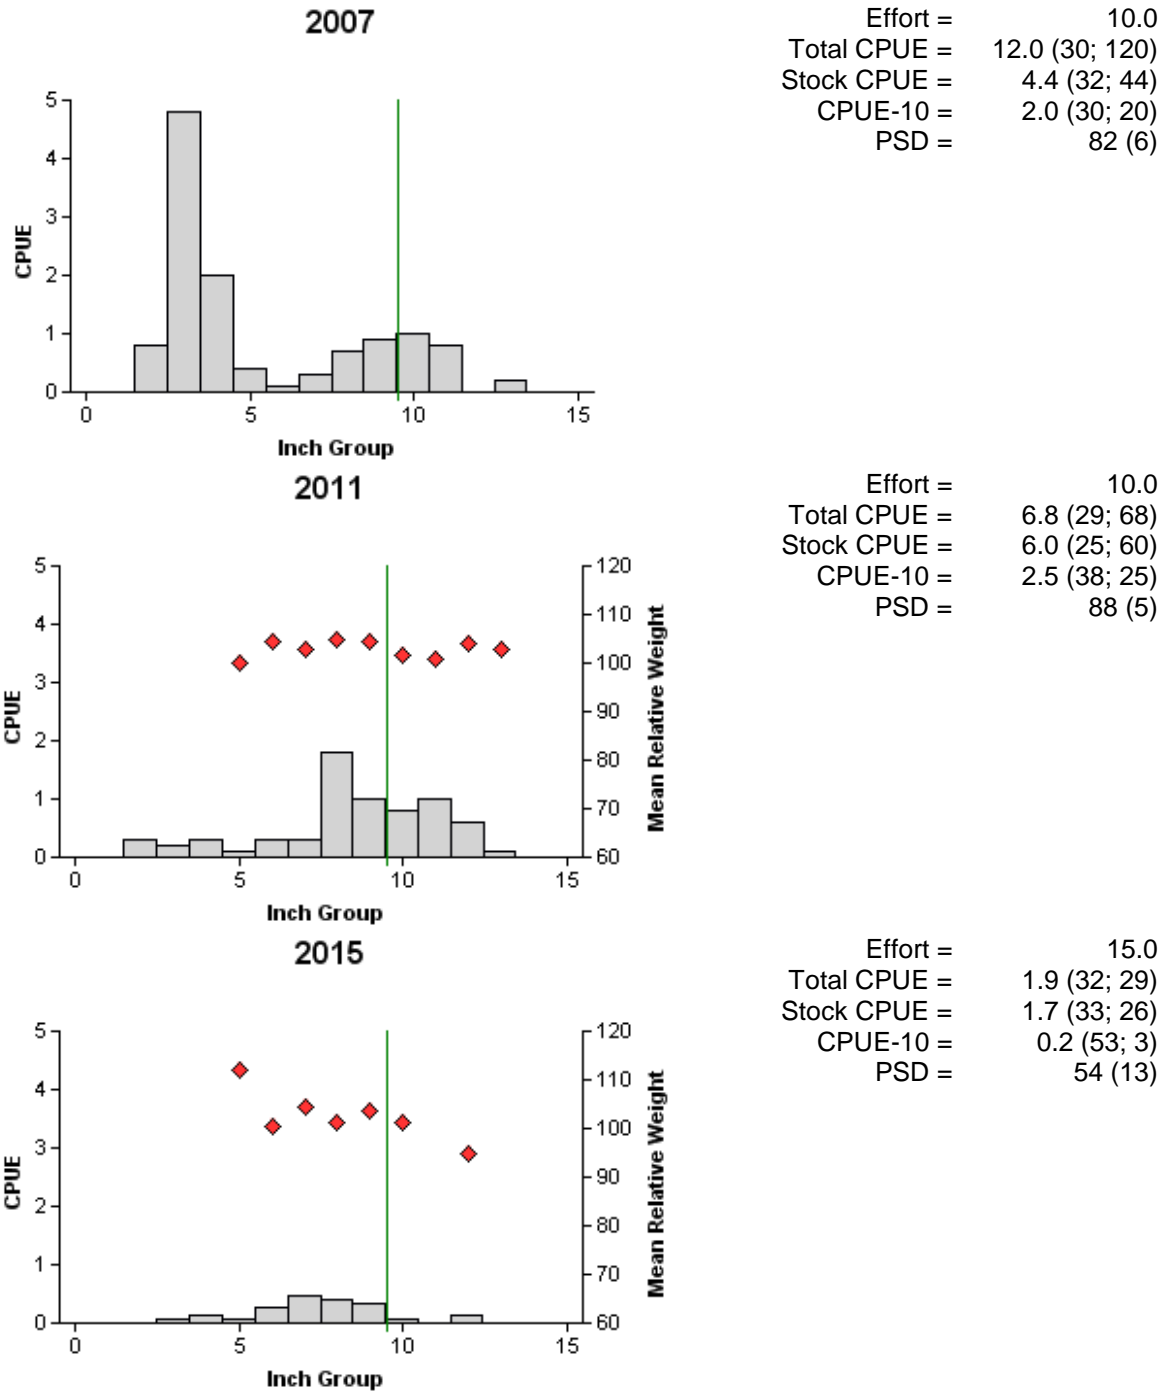 2007
Effort = 10.0
Total CPUE = 12.0 (30; 120)
Stock CPUE = 4.4 (32; 44)
CPUE-10 = 2.0 (30; 20)
PSD = 82 (6)
5
4
3
2
1
0
CPUE
0 5 10 15
Inch Group
2011
Effort = 10.0
Total CPUE = 6.8 (29; 68)
Stock CPUE = 6.0 (25; 60)
CPUE-10 = 2.5 (38; 25)
PSD = 88 (5)
5
4
3
2
1
0
CPUE
120
110
100
90
80
70
60
Mean Relative Weight
0 5 10 15
Inch Group
2015
Effort = 15.0
Total CPUE = 1.9 (32; 29)
Stock CPUE = 1.7 (33; 26)
CPUE-10 = 0.2 (53; 3)
PSD = 54 (13)
5
4
3
2
1
0
CPUE
120
110
100
90
80
70
60
Mean Relative Weight
0 5 10 15
Inch Group